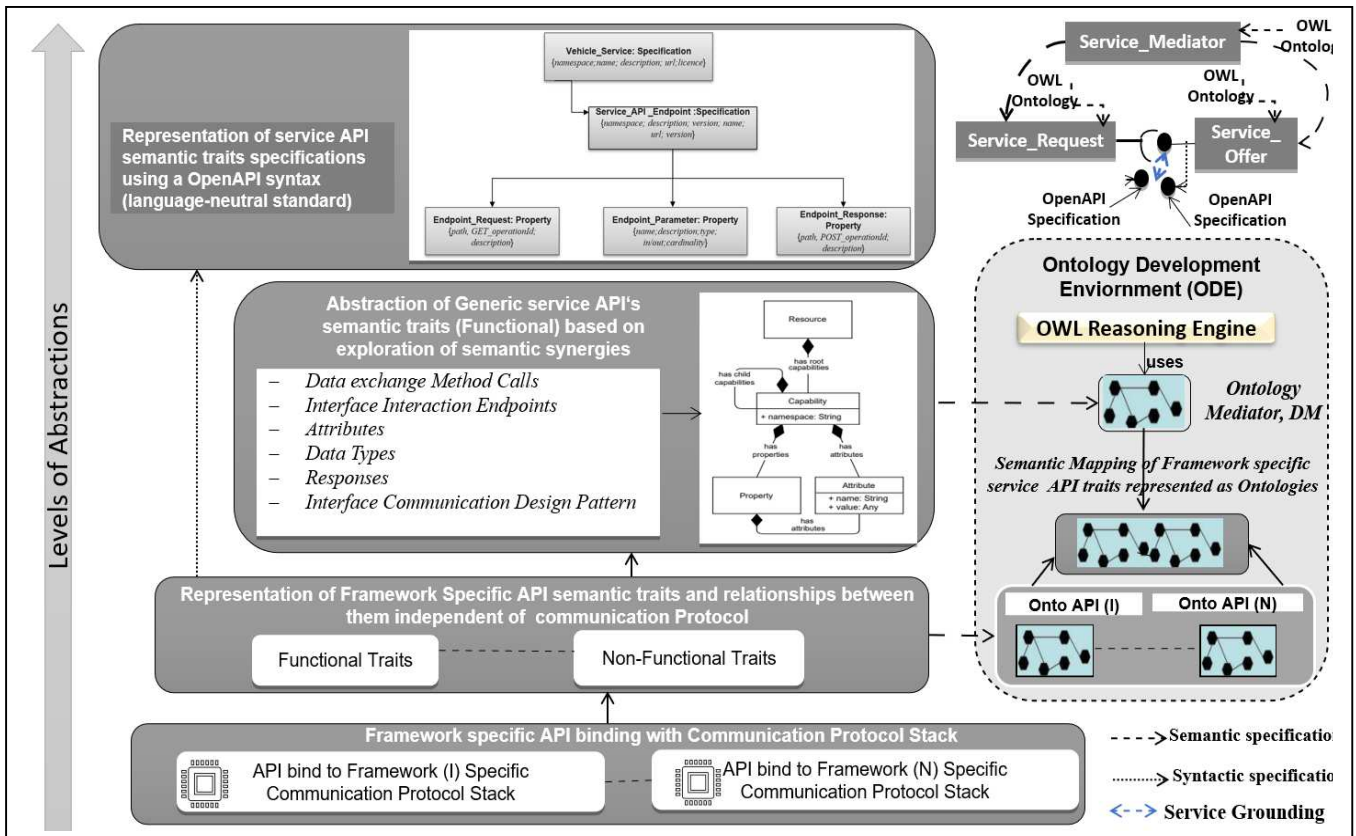 Levels of Abstractions
Representation of service API
semantic traits specifications
using a OpenAPI syntax
(language-neutral standard)
Vehicle_Service: Specification
{namespace;name; description; url;licence}
Service_API _Endpoint :Specification
{namespace; description; version; name;
url; version}
Endpoint_Request: Property
{path, GET_operationId;
description}
Endpoint_Parameter: Property
{name;description;type;
in/out;cardinality}
Endpoint_Response:
Property
{path, POST_operationId;
description}
Service_Mediator
OWL
Ontolog
OWL
Ontology
OWL
Ontology
Service_Request
Service_
Offer
OpenAPI
Specification
OpenAPI
Specification
Abstraction of Generic service API‘s
semantic traits (Functional) based on
exploration of semantic synergies
– Data exchange Method Calls
– Interface Interaction Endpoints
– Attributes
– Data Types
– Responses
– Interface Communication Design Pattern
Resource
has root
capabilities
has child
capabilities
Capability
+ namespace: String
has
properties
has
attributes
Property
Attribute
+ name: String
+ value: Any
has
attributes
Ontology Development
Enviornment (ODE)
OWL Reasoning Engine
uses
Ontology
Mediator, DM
Semantic Mapping of Framework specific
service API traits represented as Ontologies
Onto API (I)
Onto API (N)
Representation of Framework Specific API semantic traits and relationships between
them independent of communication Protocol
Functional Traits
Non-Functional Traits
Framework specific API binding with Communication Protocol Stack
API bind to Framework (I) Specific
Communication Protocol Stack
API bind to Framework (N) Specific
Communication Protocol Stack
Semantic specificatio
Syntactic specificatio
Service Grounding